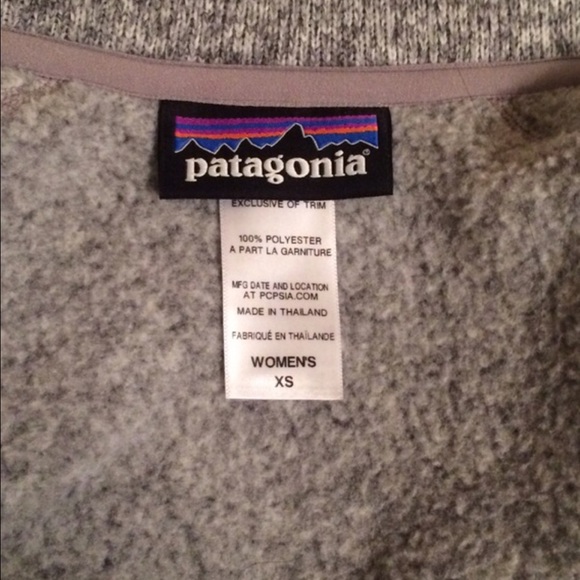 patagonia®
EXCLUSIVE OF TRIM
100% POLYESTER
A PART LA GARNITURE
MFG DATE AND LOCATION
AT PCPSIA.COM
MADE IN THAILAND
FABRIQUÉ EN THAÏLANDE
WOMEN'S
XS